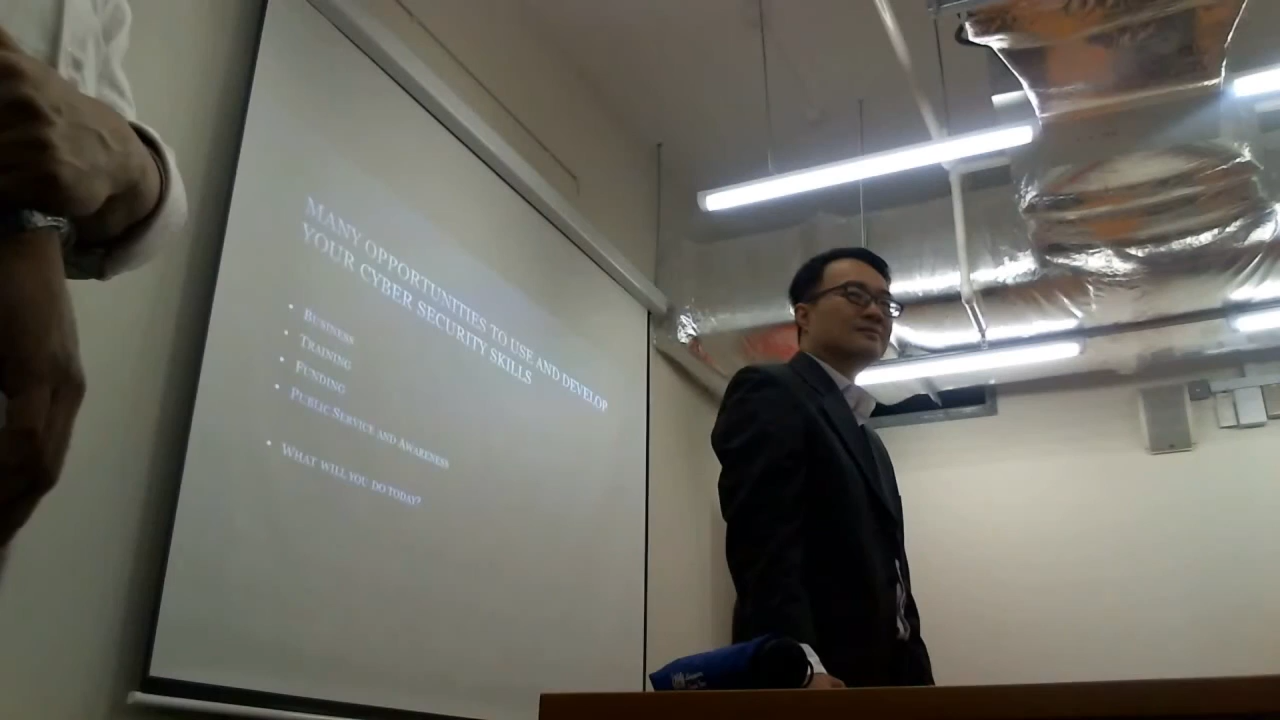 MANY OPPORTUNITIES TO USE AND DEVELOP
YOUR CYBER SECURITY SKILLS
• BUSINESS
• TRAINING
• FUNDING
• PUBLIC SERVICE AND AWARENESS
• WHAT WILL YOU DO TODAY?